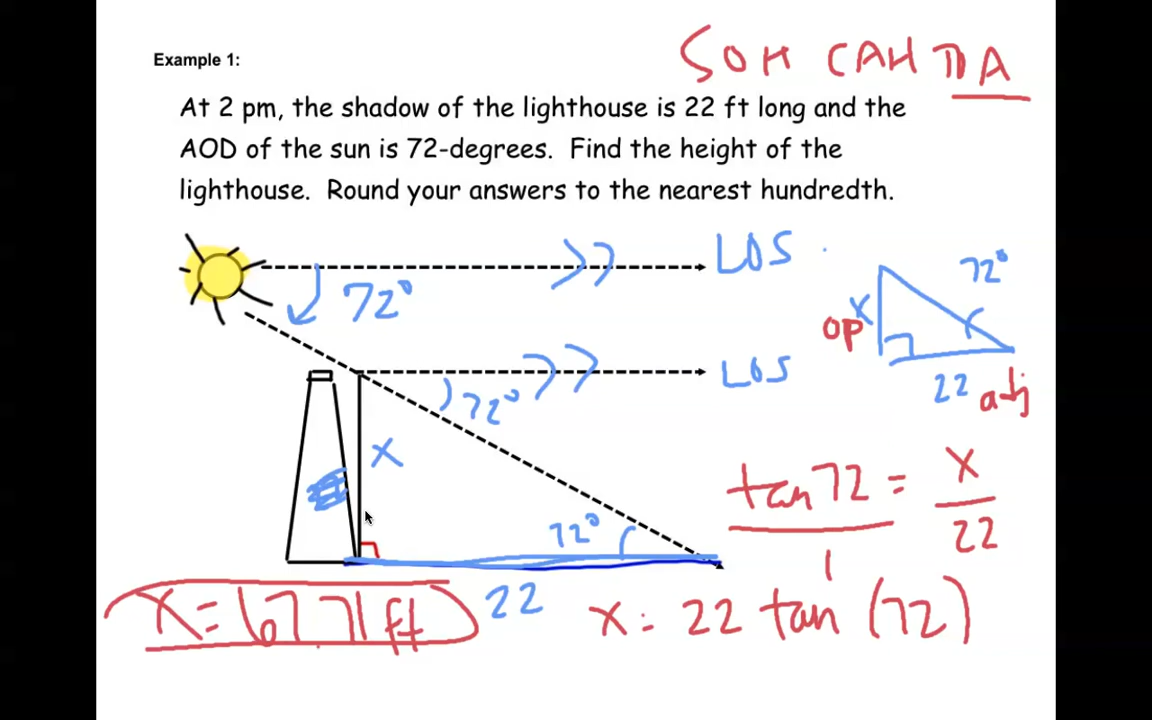 Example 1:
SOH CAH TOA
At 2 pm, the shadow of the lighthouse is 22 ft long and the
AOD of the sun is 72-degrees. Find the height of the
lighthouse. Round your answers to the nearest hundredth.
LOS
72°
72°
x
op
22
adj
LOS
72°
x
72°
22
tan 72 = x
1
22
x = 22 tan (72)
x = 67.71 ft